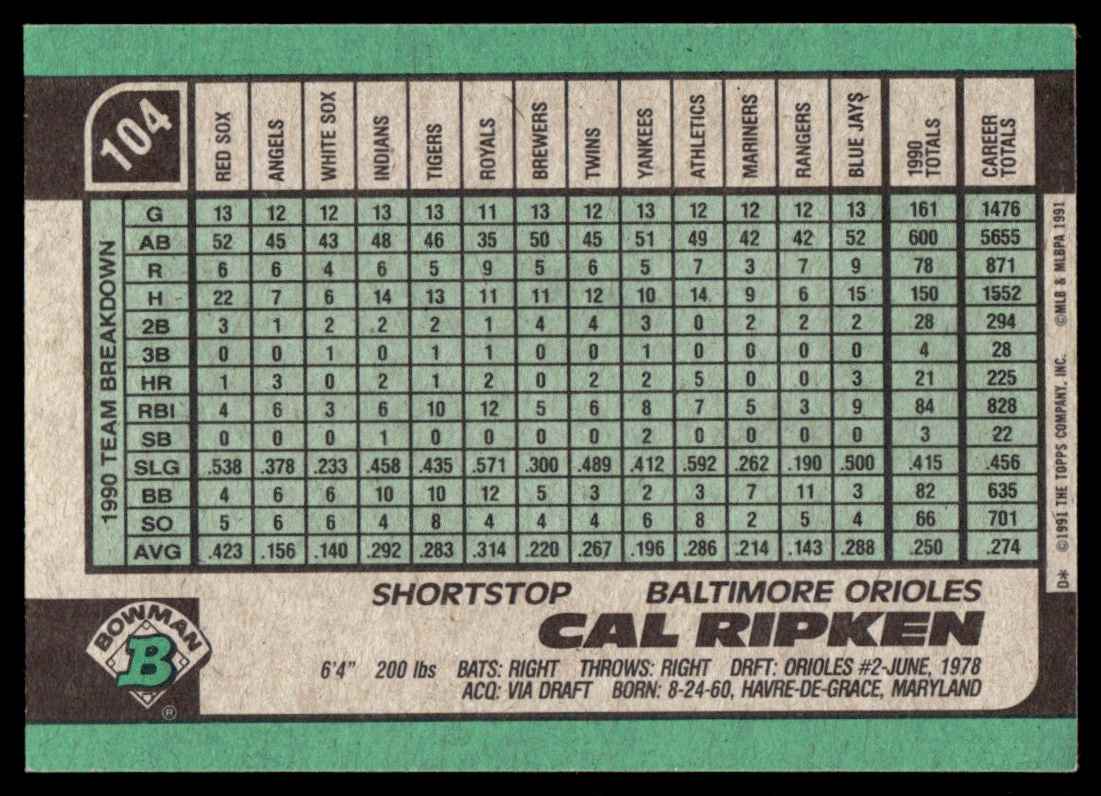 104
RED SOX ANGELS WHITE SOX INDIANS TIGERS ROYALS BREWERS TWINS YANKEES ATHLETICS MARINERS RANGERS BLUE JAYS 1990 TOTALS CAREER TOTALS
1990 TEAM BREAKDOWN
G 13 12 12 13 13 11 13 12 13 12 12 12 13 161 1476
AB 52 45 43 48 46 35 50 45 51 49 42 42 52 600 5655
R 6 6 4 6 5 9 5 6 5 7 3 7 9 78 871
H 22 7 6 14 13 11 11 12 10 14 9 6 15 150 1552
2B 3 1 2 2 2 1 4 4 3 0 2 2 2 28 294
3B 0 0 1 0 1 1 0 0 1 0 0 0 0 4 28
HR 1 3 0 2 1 2 0 2 2 5 0 0 3 21 225
RBI 4 6 3 6 10 12 5 6 8 7 5 3 9 84 828
SB 0 0 0 1 0 0 0 0 2 0 0 0 0 3 22
SLG .538 .378 .233 .458 .435 .571 .300 .489 .412 .592 .262 .190 .500 .415 .456
BB 4 6 6 10 10 12 5 3 2 3 7 11 3 82 635
SO 5 6 6 4 8 4 4 4 6 8 2 5 4 66 701
AVG .423 .156 .140 .292 .283 .314 .220 .267 .196 .286 .214 .143 .288 .250 .274
SHORTSTOP BALTIMORE ORIOLES
CAL RIPKEN
6'4" 200 lbs BATS: RIGHT THROWS: RIGHT DRFT: ORIOLES #2-JUNE, 1978
ACQ: VIA DRAFT BORN: 8-24-60, HAVRE-DE-GRACE, MARYLAND
BOWMAN
B
®
D* ©1991 THE TOPPS COMPANY, INC. ©MLB & MLBPA 1991